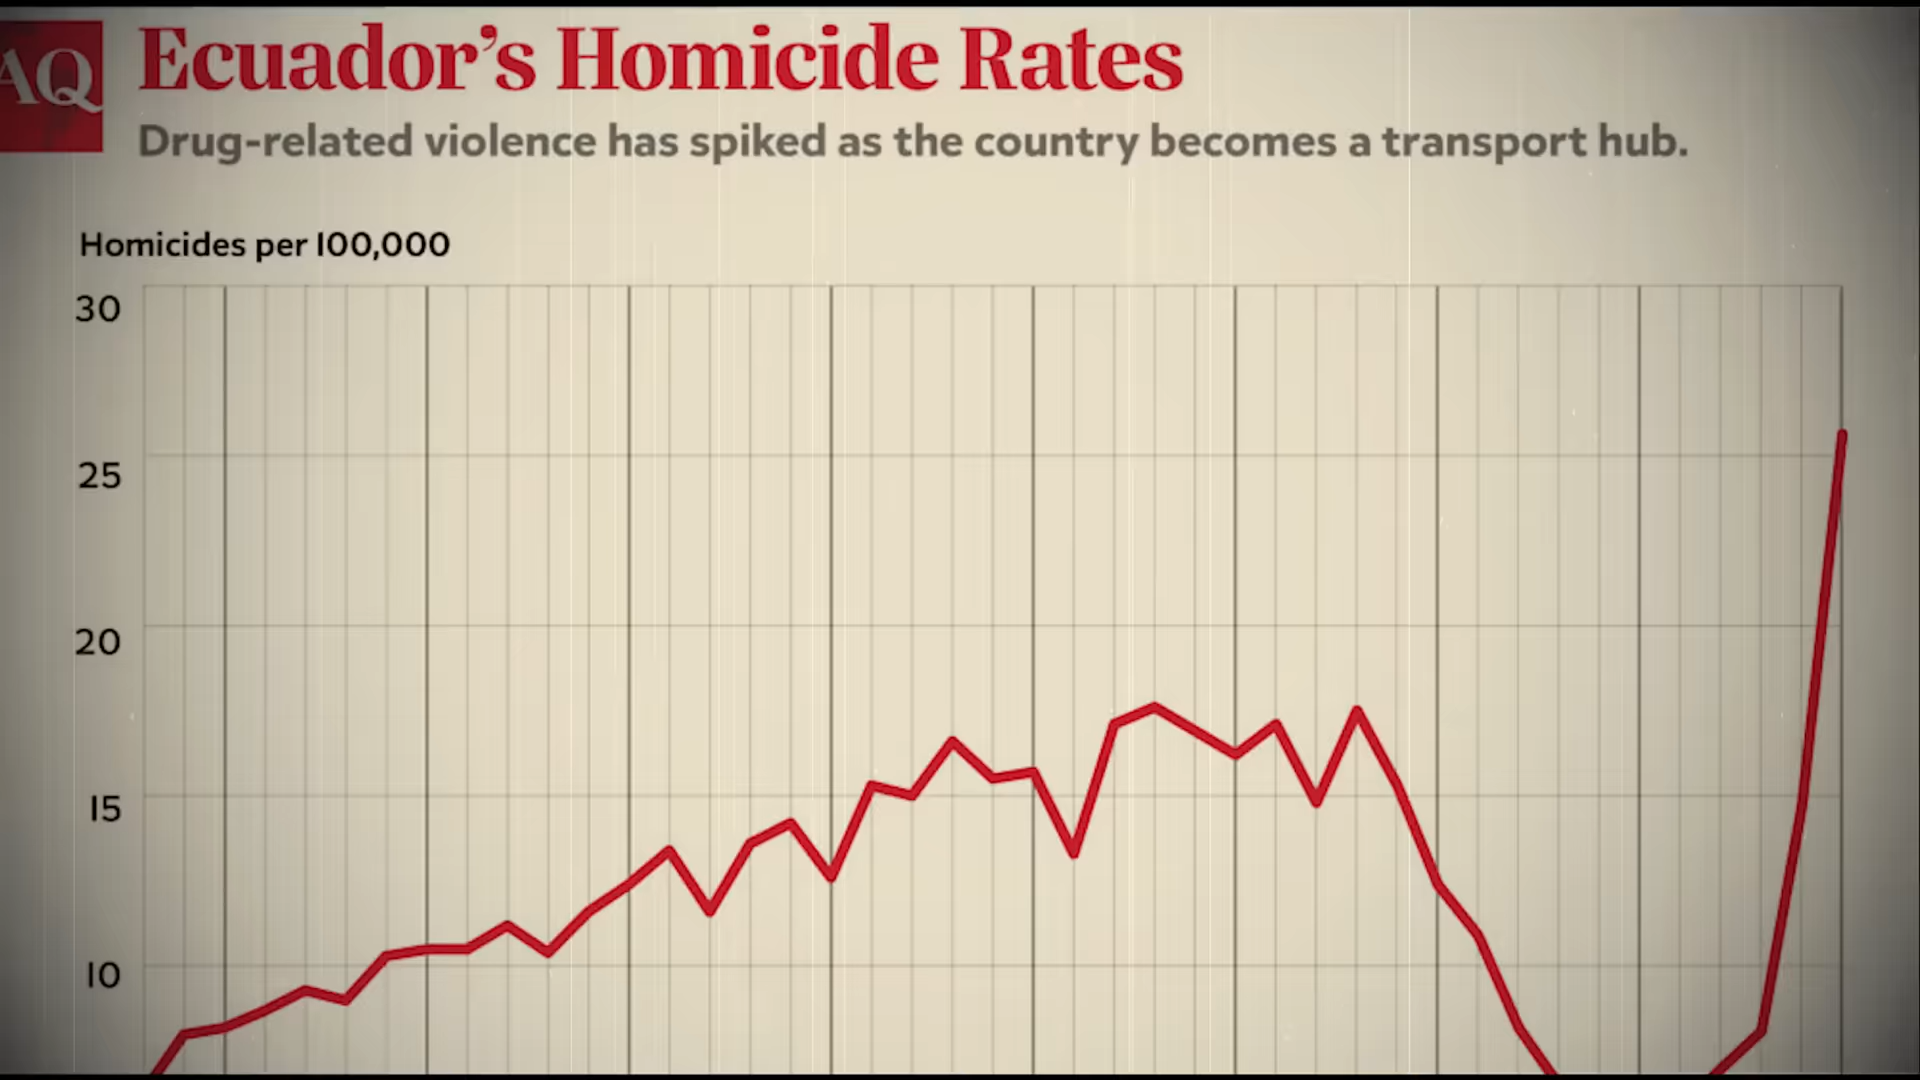 AQ
Ecuador’s Homicide Rates
Drug-related violence has spiked as the country becomes a transport hub.
Homicides per 100,000
30
25
20
15
10